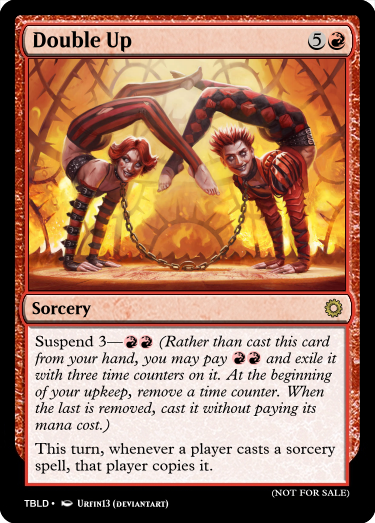 Double Up 5
Sorcery
Suspend 3— (Rather than cast this card
from your hand, you may pay and exile it
with three time counters on it. At the beginning
of your upkeep, remove a time counter. When
the last is removed, cast it without paying its
mana cost.)
This turn, whenever a player casts a sorcery
spell, that player copies it.
(NOT FOR SALE)
TBLD • Urfin13 (deviantart)